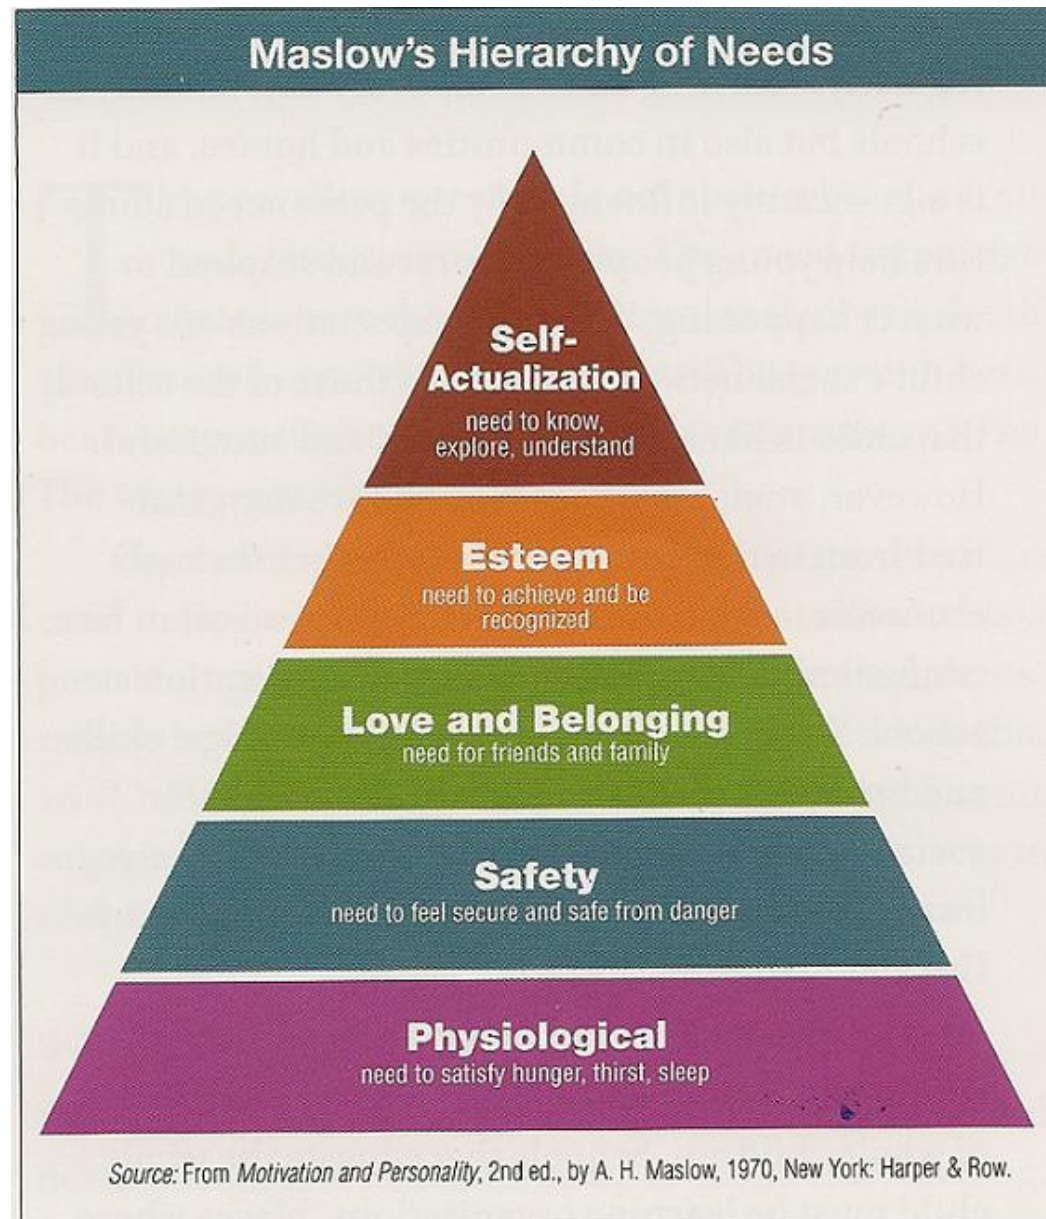 Maslow's Hierarchy of Needs
Self-
Actualization
need to know,
explore, understand
Esteem
need to achieve and be
recognized
Love and Belonging
need for friends and family
Safety
need to feel secure and safe from danger
Physiological
need to satisfy hunger, thirst, sleep
Source: From Motivation and Personality, 2nd ed., by A. H. Maslow, 1970, New York: Harper & Row.